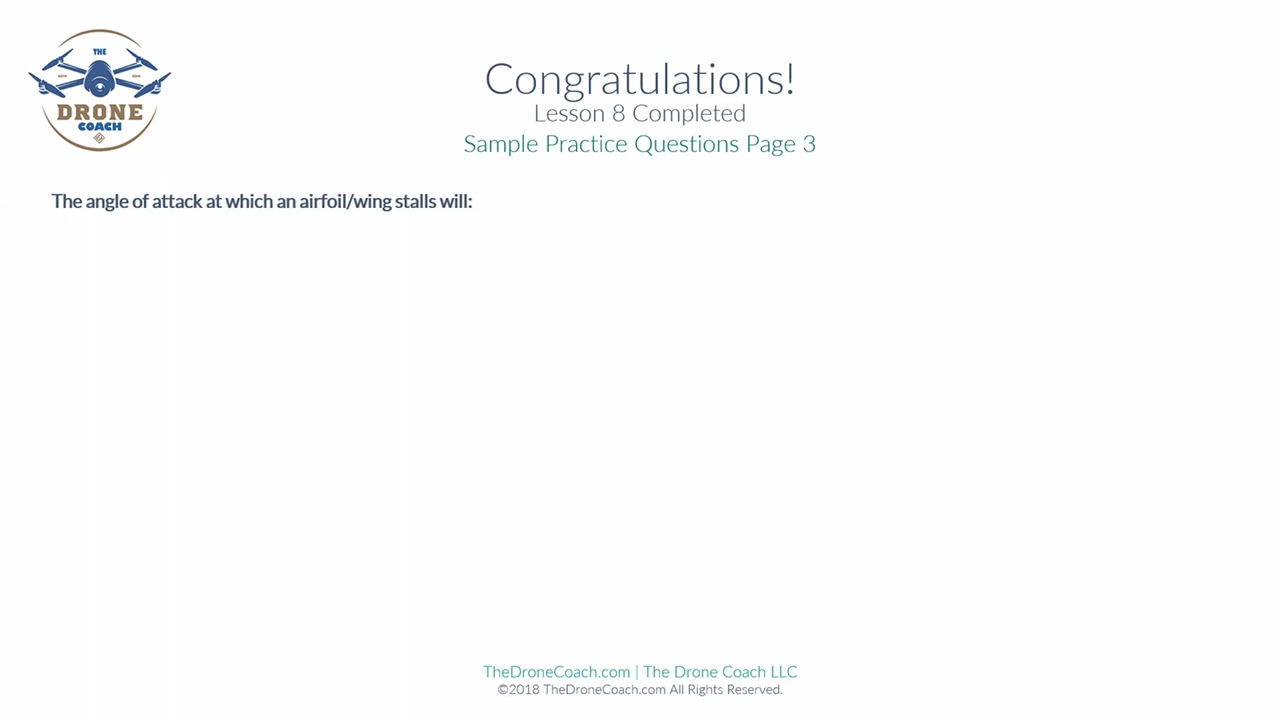 THE
DRONE
COACH
Congratulations!
Lesson 8 Completed
Sample Practice Questions Page 3
The angle of attack at which an airfoil/wing stalls will:
TheDroneCoach.com | The Drone Coach LLC
©2018 TheDroneCoach.com All Rights Reserved.